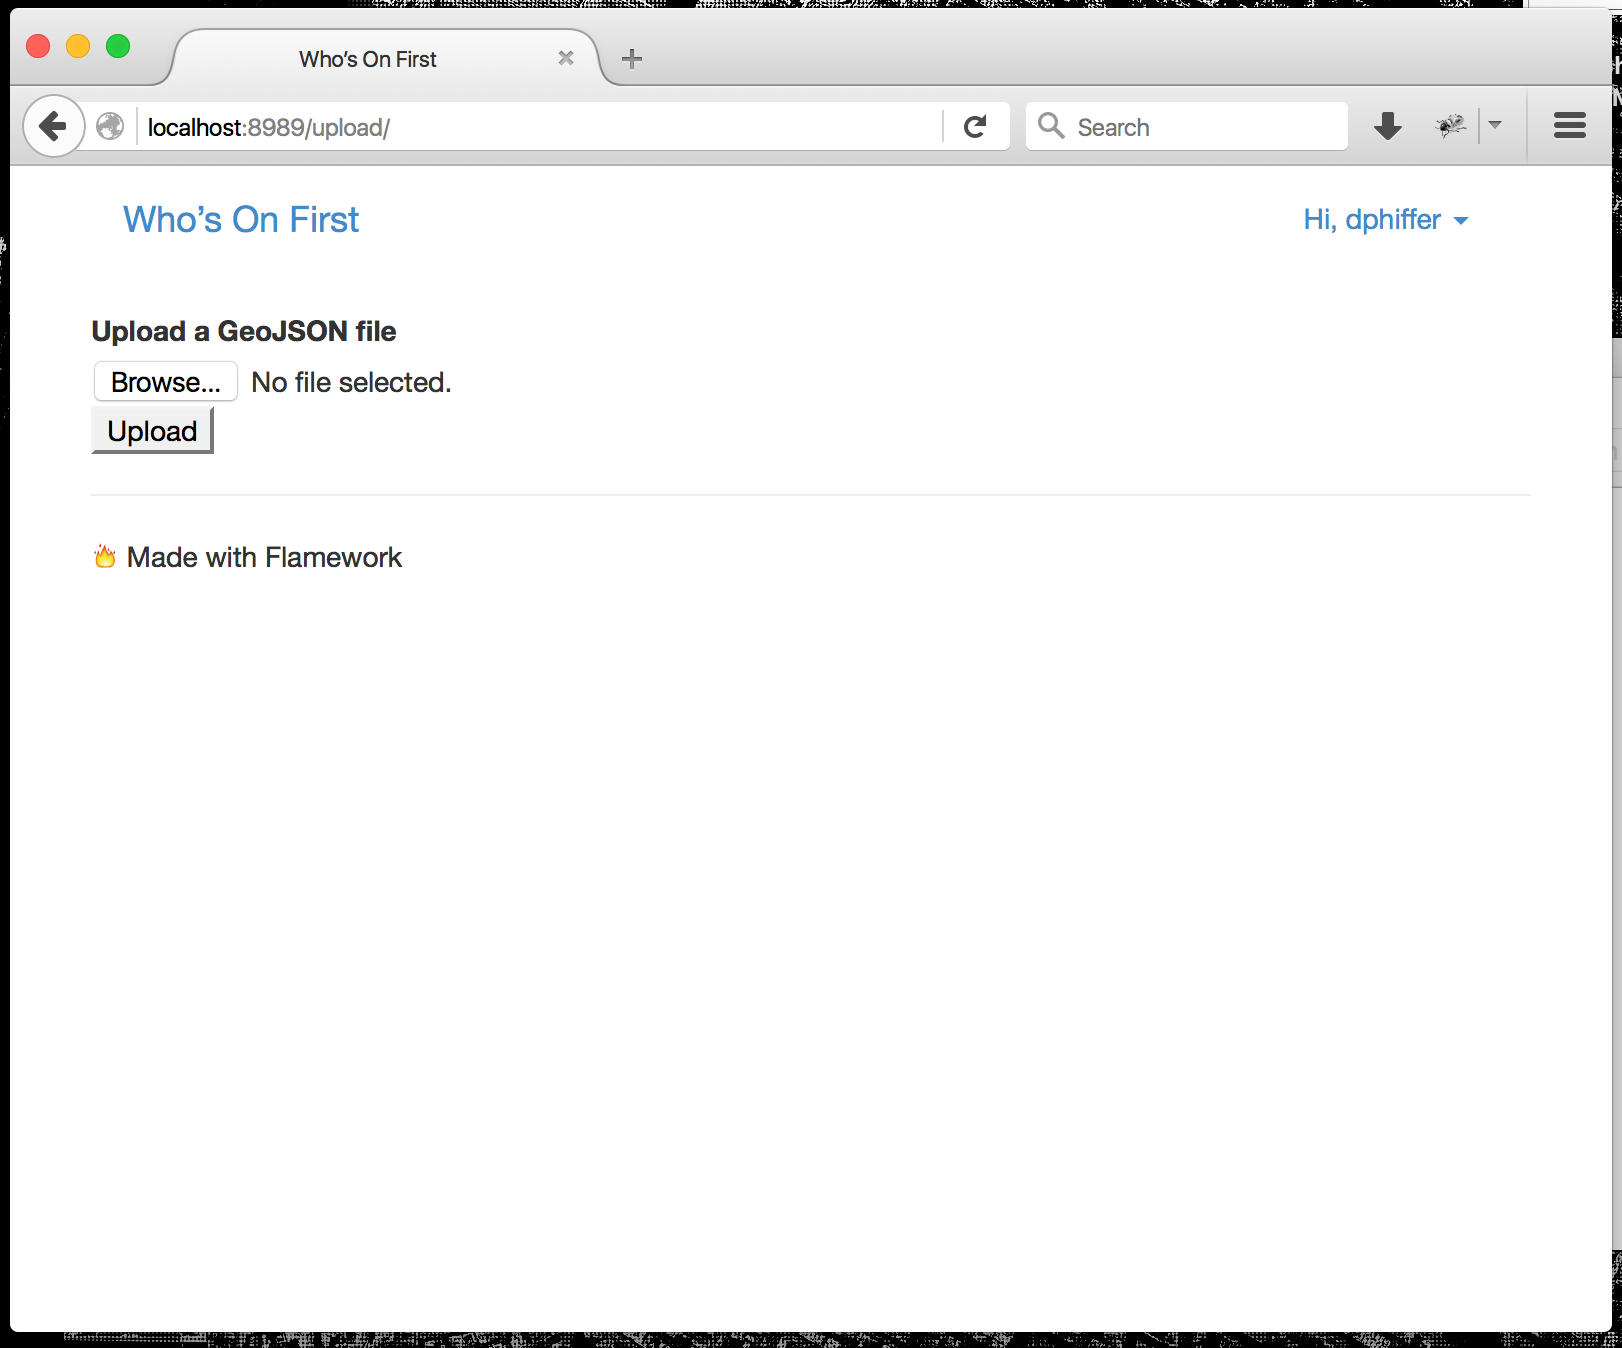 Who's On First
localhost:8989/upload/
Search
Who's On First
Hi, dphiffer
Upload a GeoJSON file
Browse...
No file selected.
Upload
Made with Flamework